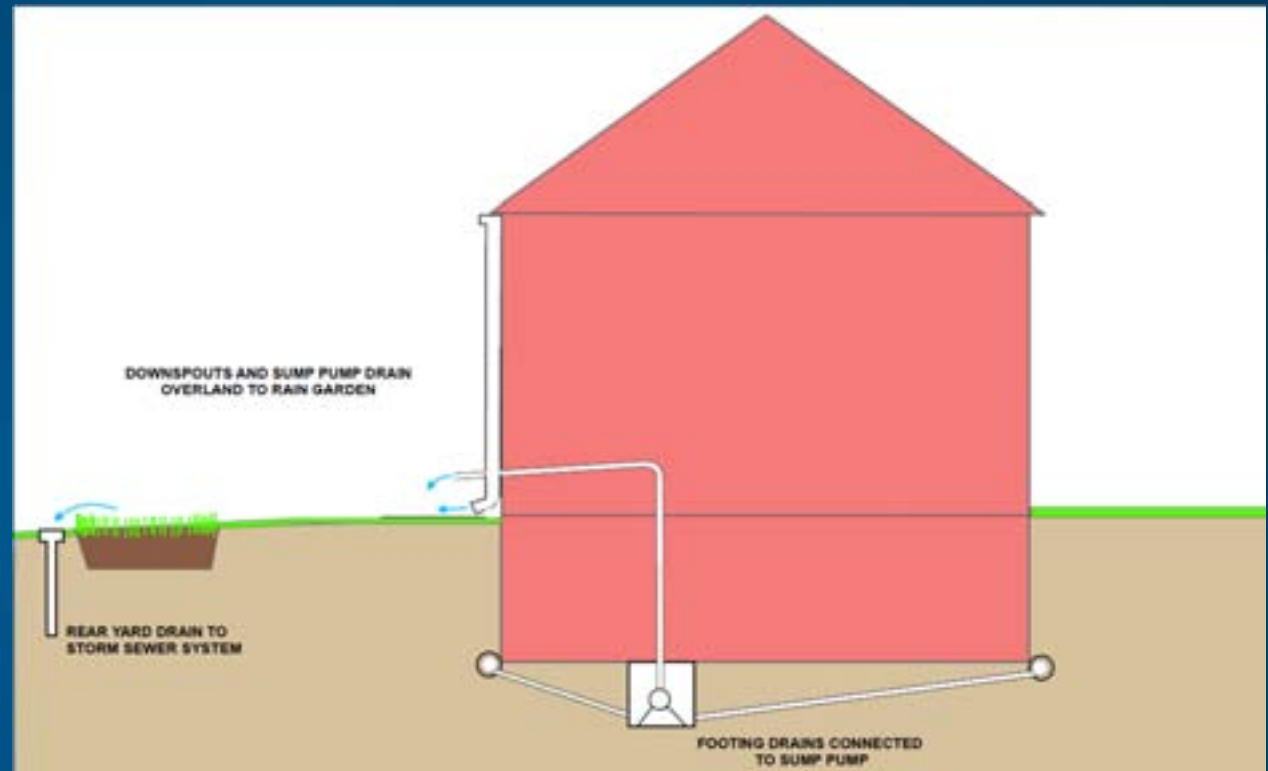 DOWNSPOUTS AND SUMP PUMP DRAIN
OVERLAND TO RAIN GARDEN
REAR YARD DRAIN TO
STORM SEWER SYSTEM
FOOTING DRAINS CONNECTED
TO SUMP PUMP